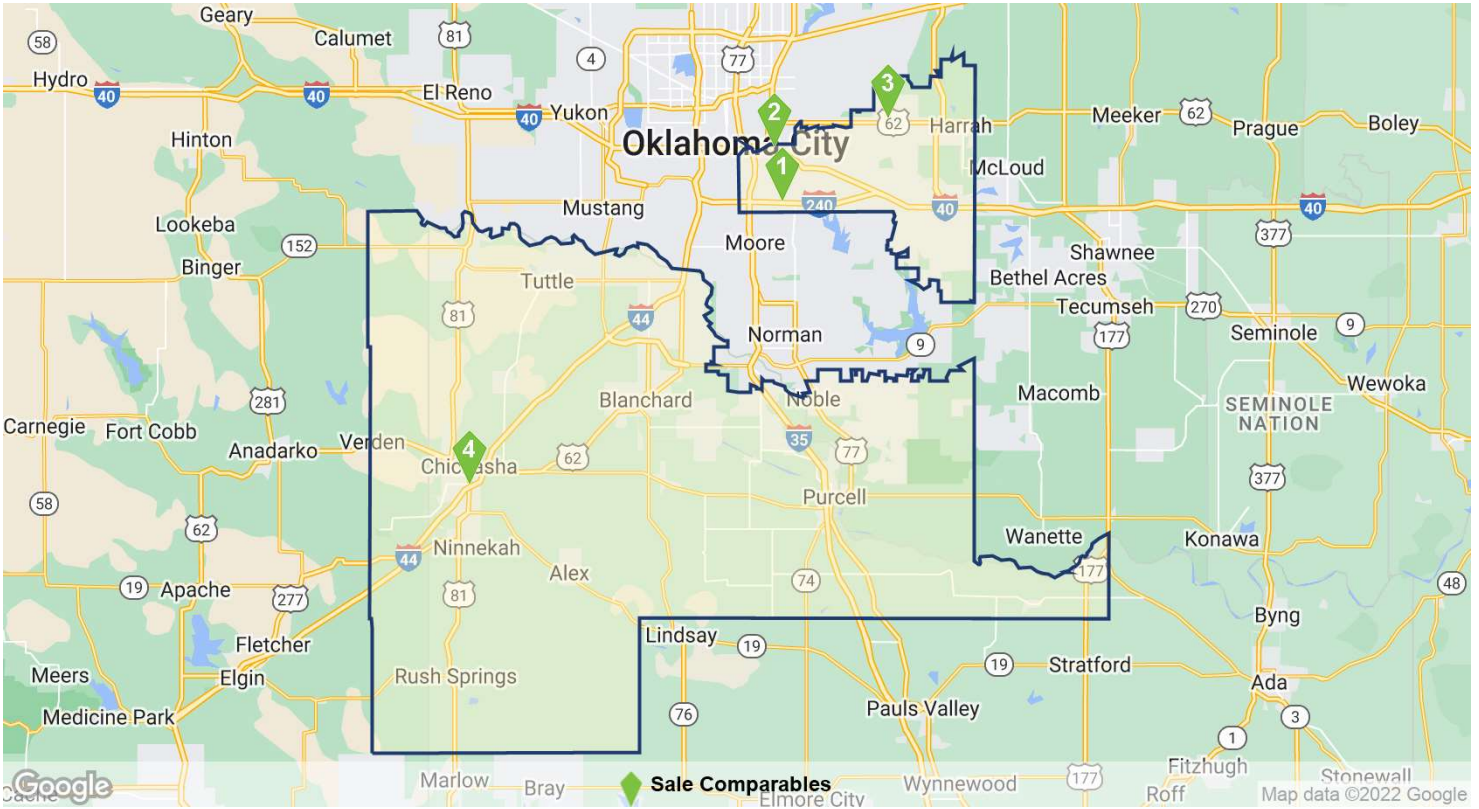 Geary
58
Calumet
81
4
77
Hydro
40
40
El Reno
40
Yukon
3
2
62
Harrah
Meeker
62
Prague
Boley
Hinton
Oklahoma City
1
McLoud
Mustang
240
40
40
Lookeba
152
Moore
377
Shawnee
Binger
Tuttle
Bethel Acres
Tecumseh
270
81
44
Norman
9
177
Seminole
9
281
Blanchard
Noble
Macomb
Wewoka
SEMINOLE
NATION
Carnegie
Fort Cobb
Anadarko
Verden
4
Chickasha
62
35
77
377
58
62
Purcell
Wanette
Konawa
44
Ninnekah
Alex
74
177
48
19
Apache
277
81
Byng
Fletcher
Lindsay
19
19
Stratford
Meers
Elgin
Rush Springs
Ada
Medicine Park
76
Pauls Valley
3
1
Google
Cache
Marlow
Bray
Sale Comparables
Elmore City
Wynnewood
177
Fitzhugh
Roff
Stonewall
Map data ©2022 Google